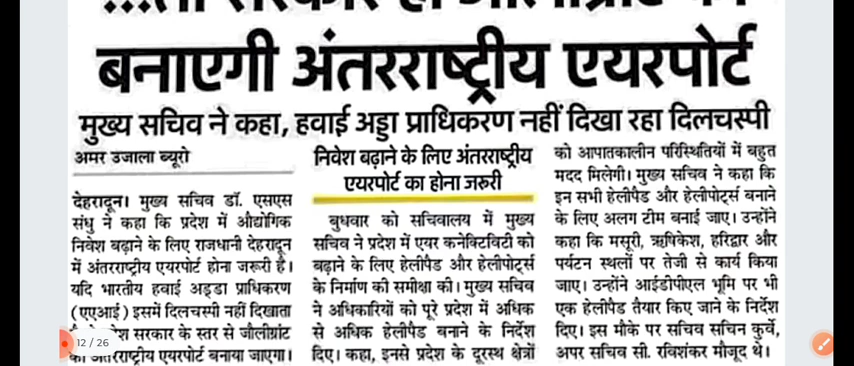 बनाएगी अंतरराष्ट्रीय एयरपोर्ट
मुख्य सचिव ने कहा, हवाई अड्डा प्राधिकरण नहीं दिखा रहा दिलचस्पी
अमर उजाला ब्यूरो
देहरादून। मुख्य सचिव डॉ. एसएस
संधु ने कहा कि प्रदेश में औद्योगिक
निवेश बढ़ाने के लिए राजधानी देहरादून
में अंतरराष्ट्रीय एयरपोर्ट होना जरूरी है।
यदि भारतीय हवाई अड्डा प्राधिकरण
(एएआई) इसमें दिलचस्पी नहीं दिखाता
सरकार के स्तर से जौलीग्रांट
अंतरराष्ट्रीय एयरपोर्ट बनाया जाएगा।
निवेश बढ़ाने के लिए अंतरराष्ट्रीय
एयरपोर्ट का होना जरूरी
बुधवार को सचिवालय में मुख्य
सचिव ने प्रदेश में एयर कनेक्टिविटी को
बढ़ाने के लिए हेलीपैड और हेलीपोर्ट्स
के निर्माण की समीक्षा की। मुख्य सचिव
ने अधिकारियों को पूरे प्रदेश में अधिक
से अधिक हेलीपैड बनाने के निर्देश
दिए। कहा, इनसे प्रदेश के दूरस्थ क्षेत्रों
को आपातकालीन परिस्थितियों में बहुत
मदद मिलेगी। मुख्य सचिव ने कहा कि
इन सभी हेलीपैड और हेलीपोर्ट्स बनाने
के लिए अलग टीम बनाई जाए। उन्होंने
कहा कि मसूरी, ऋषिकेश, हरिद्वार और
पर्यटन स्थलों पर तेजी से कार्य किया
जाए। उन्होंने आईडीपीएल भूमि पर भी
एक हेलीपैड तैयार किए जाने के निर्देश
दिए। इस मौके पर सचिव सचिन कुर्वे,
अपर सचिव सी. रविशंकर मौजूद थे।
12 / 26